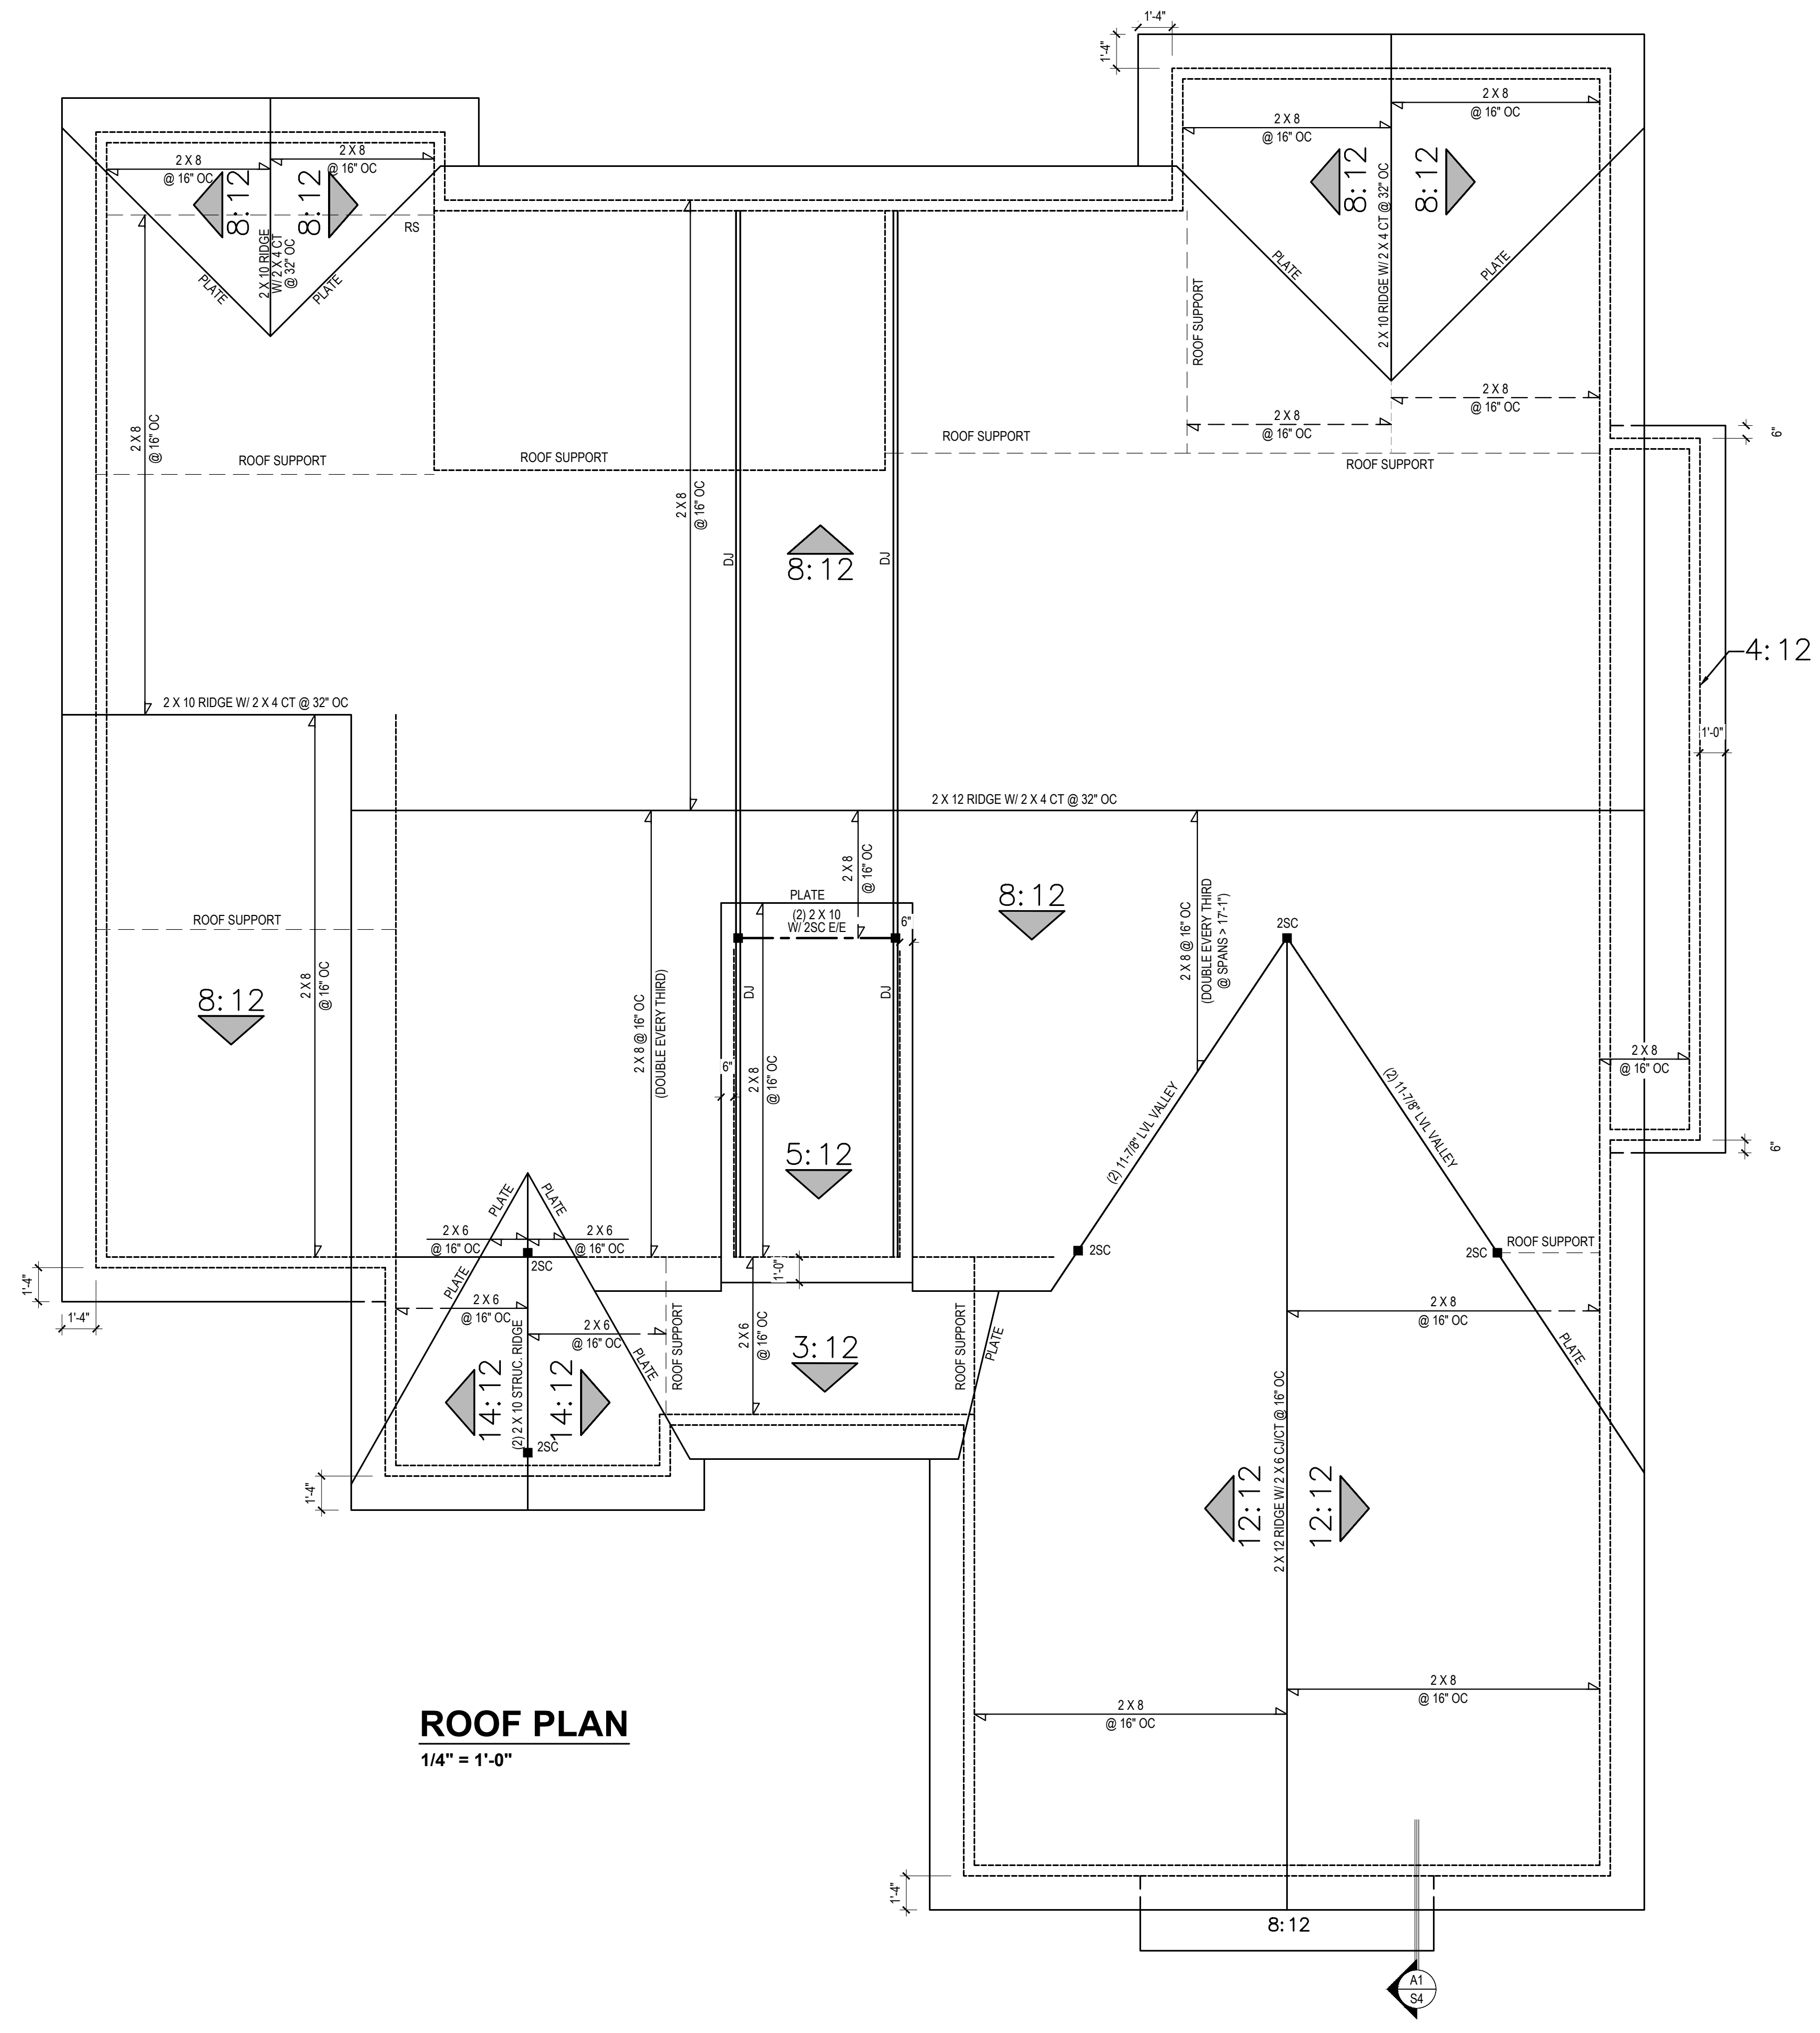 1'-4"
1'-4"
2 X 8
@ 16" OC
2 X 8
@ 16" OC
2 X 8
@ 16" OC
2 X 8
@ 16" OC
8:12
8:12
8:12
8:12
2 X 10 RIDGE
W/ 2 X 4 CT
@ 32" OC
RS
PLATE
PLATE
2 X 10 RIDGE W/ 2 X 4 CT @ 32" OC
PLATE
PLATE
ROOF SUPPORT
2 X 8
@ 16" OC
2 X 8
@ 16" OC
2 X 8
@ 16" OC
ROOF SUPPORT
ROOF SUPPORT
ROOF SUPPORT
ROOF SUPPORT
6"
2 X 8
@ 16" OC
DJ
DJ
8:12
4:12
1'-0"
2 X 10 RIDGE W/ 2 X 4 CT @ 32" OC
2 X 12 RIDGE W/ 2 X 4 CT @ 32" OC
2 X 8
@ 16" OC
PLATE
(2) 2 X 10
W/ 2SC E/E
6"
8:12
ROOF SUPPORT
2SC
2 X 8 @ 16" OC
(DOUBLE EVERY THIRD
@ SPANS > 17'-1")
8:12
2 X 8
@ 16" OC
2 X 8 @ 16" OC
(DOUBLE EVERY THIRD)
DJ
DJ
6"
2 X 8
@ 16" OC
2 X 8
@ 16" OC
(2) 11-7/8" LVL VALLEY
(2) 11-7/8" LVL VALLEY
5:12
6"
PLATE
PLATE
2 X 6
@ 16" OC
2 X 6
@ 16" OC
2SC
2SC
2SC
ROOF SUPPORT
1'-0"
1'-4"
1'-4"
PLATE
2 X 6
@ 16" OC
2 X 6
@ 16" OC
2 X 8
@ 16" OC
PLATE
ROOF SUPPORT
2 X 6
@ 16" OC
3:12
ROOF SUPPORT
PLATE
PLATE
14:12
(2) 2 X 10 STRUC. RIDGE
14:12
2SC
1'-4"
2 X 12 RIDGE W/ 2 X 6 CJ/CT @ 16" OC
12:12
12:12
2 X 8
@ 16" OC
2 X 8
@ 16" OC
ROOF PLAN
1/4" = 1'-0"
1'-4"
8:12
A1
S4